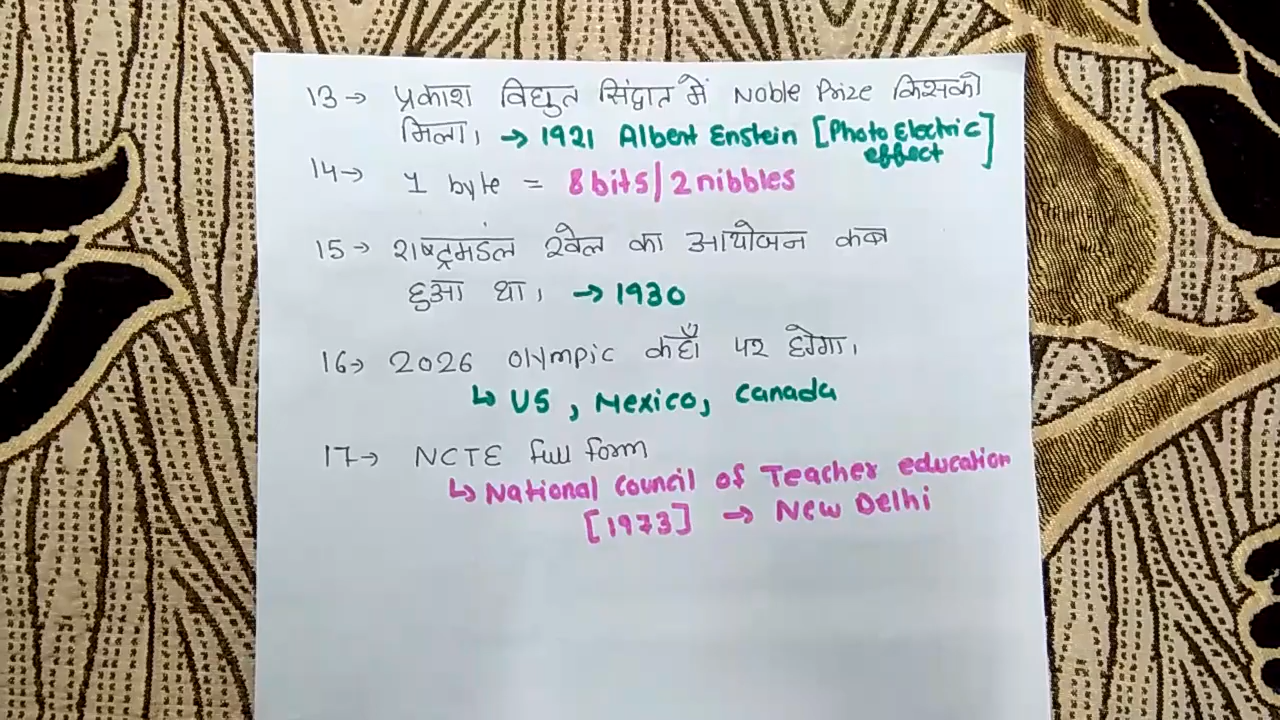 13→ प्रकाश विद्युत सिंद्वात में Noble Prize किसको
मिला। → 1921 Albert Enstein [Photo Electric
effect]
14→ 1 byte = 8 bits/2 nibbles
15→ राष्ट्रमडंल खेल का आयोजन कब
हुआ था। → 1930
16→ 2026 Olympic कहाँ पर होगा।
↳ US, Mexico, Canada
17→ NCTE full form
↳ National Council of Teacher education
[1973] → New Delhi